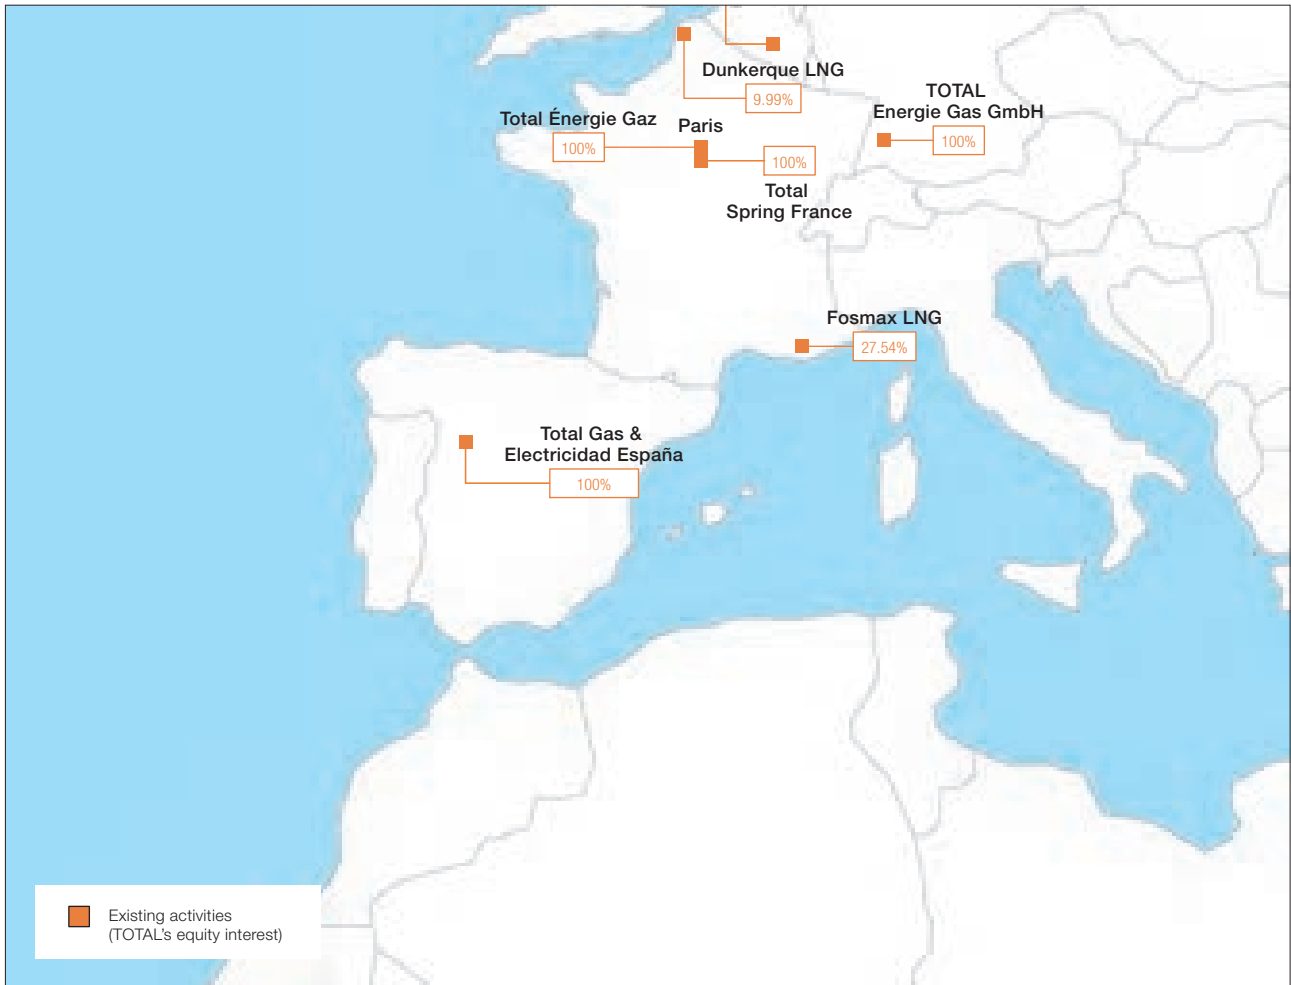 Dunkerque LNG
9.99%
TOTAL
Energie Gas GmbH
100%
Total Énergie Gaz
100%
Paris
100%
Total
Spring France
Fosmax LNG
27.54%
Total Gas &
Electricidad España
100%
Existing activities
(TOTAL's equity interest)